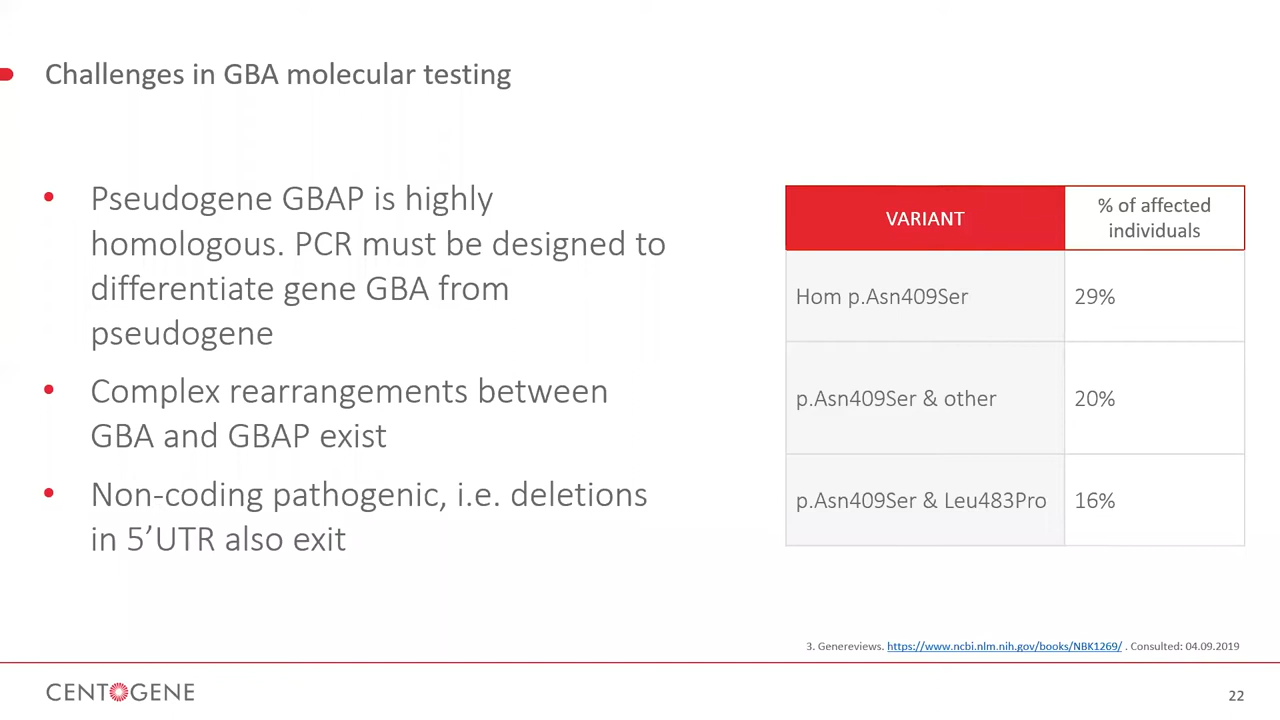 Challenges in GBA molecular testing
• Pseudogene GBAP is highly
homologous. PCR must be designed to
differentiate gene GBA from
pseudogene
• Complex rearrangements between
GBA and GBAP exist
• Non-coding pathogenic, i.e. deletions
in 5’UTR also exit
VARIANT
% of affected
individuals
Hom p.Asn409Ser
29%
p.Asn409Ser & other
20%
p.Asn409Ser & Leu483Pro
16%
3. Genereviews. https://www.ncbi.nlm.nih.gov/books/NBK1269/ . Consulted: 04.09.2019
CENTOGENE
22